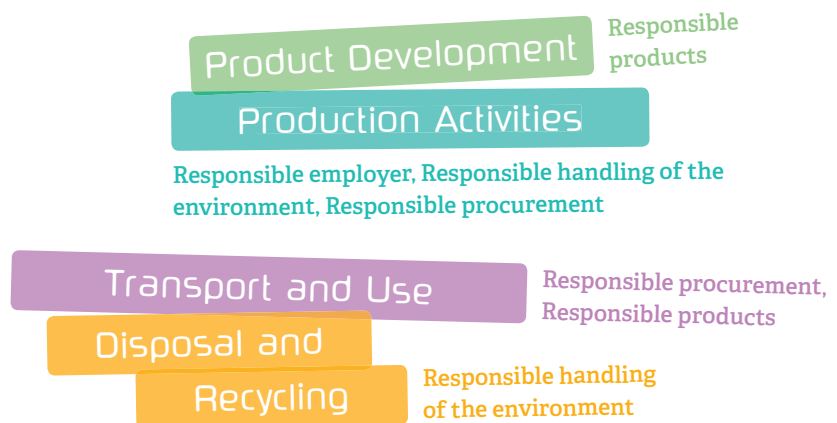 Product Development
Responsible
products
Production Activities
Responsible employer, Responsible handling of the
environment, Responsible procurement
Transport and Use
Responsible procurement,
Responsible products
Disposal and
Recycling
Responsible handling
of the environment